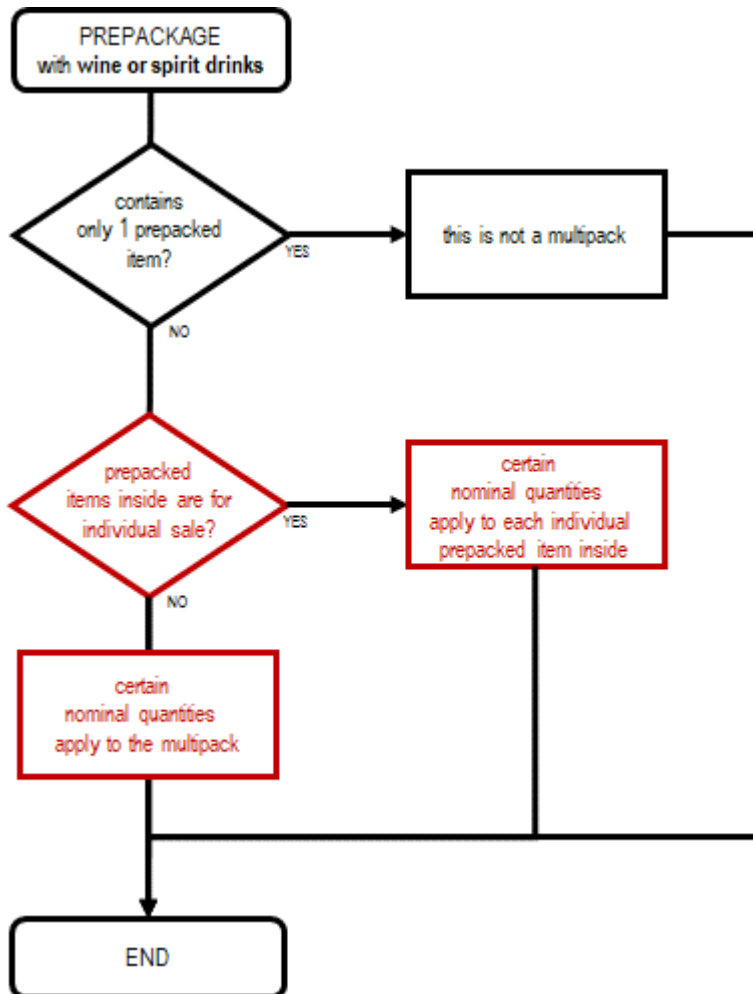 PREPACKAGE
with wine or spirit drinks
contains
only 1 prepacked
item?
YES
this is not a multipack
NO
prepacked
items inside are for
individual sale?
YES
certain
nominal quantities
apply to each individual
prepacked item inside
NO
certain
nominal quantities
apply to the multipack
END